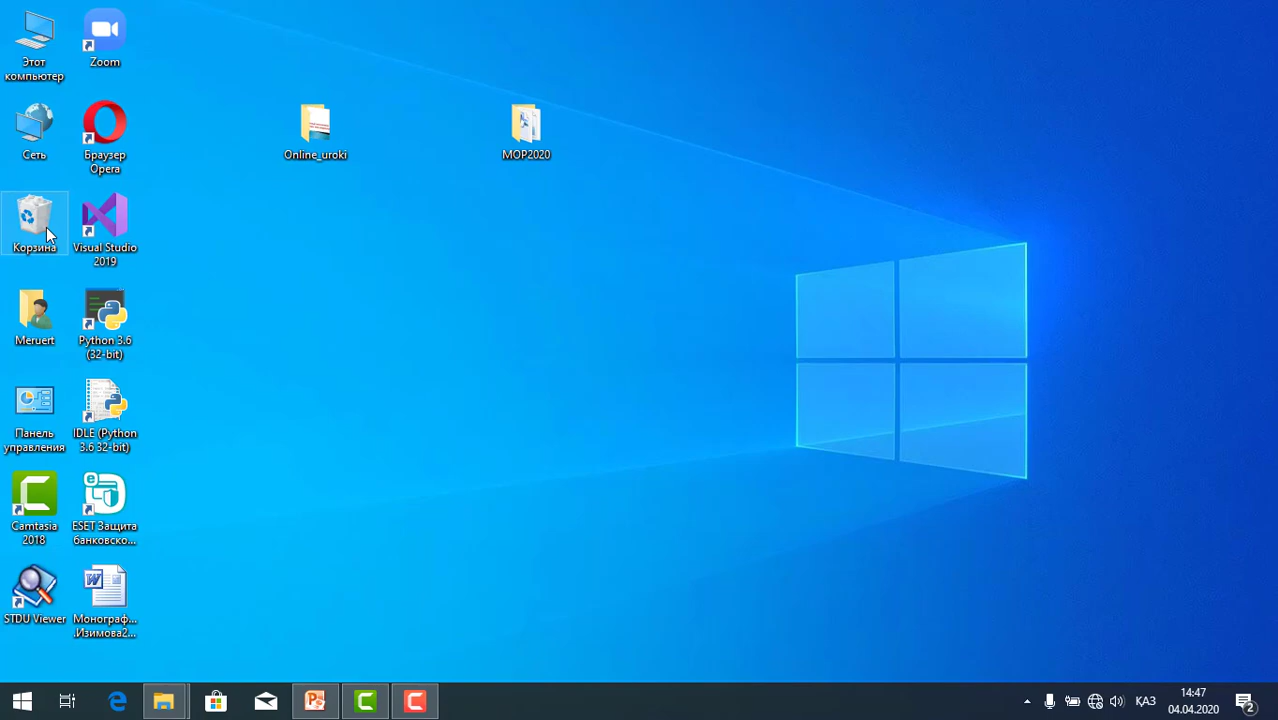 Этот
компьютер
Zoom
Сеть
Браузер
Opera
Online_uroki
MOP2020
Корзина
Visual Studio
2019
Meruert
Python 3.6
(32-bit)
Панель
управления
IDLE (Python
3.6 32-bit)
Camtasia
2018
ESET Защита
банковско...
STDU Viewer
Монограф...
.Изимова2...
ҚАЗ
14:47
04.04.2020
2